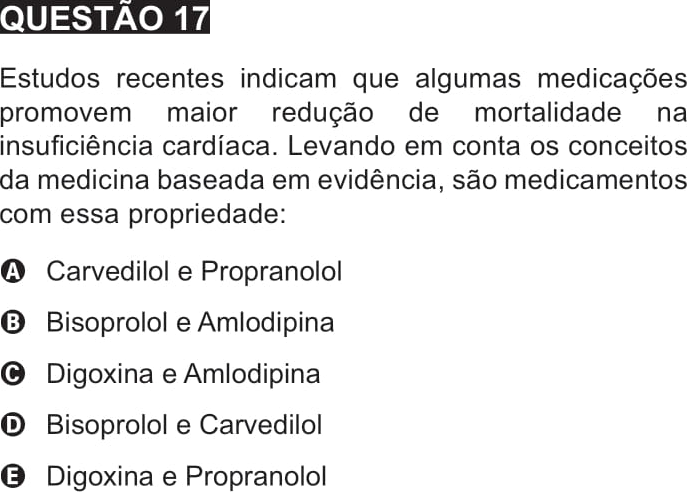 QUESTÃO 17
Estudos recentes indicam que algumas medicações
promovem maior redução de mortalidade na
insuficiência cardíaca. Levando em conta os conceitos
da medicina baseada em evidência, são medicamentos
com essa propriedade:
A Carvedilol e Propranolol
B Bisoprolol e Amlodipina
C Digoxina e Amlodipina
D Bisoprolol e Carvedilol
E Digoxina e Propranolol